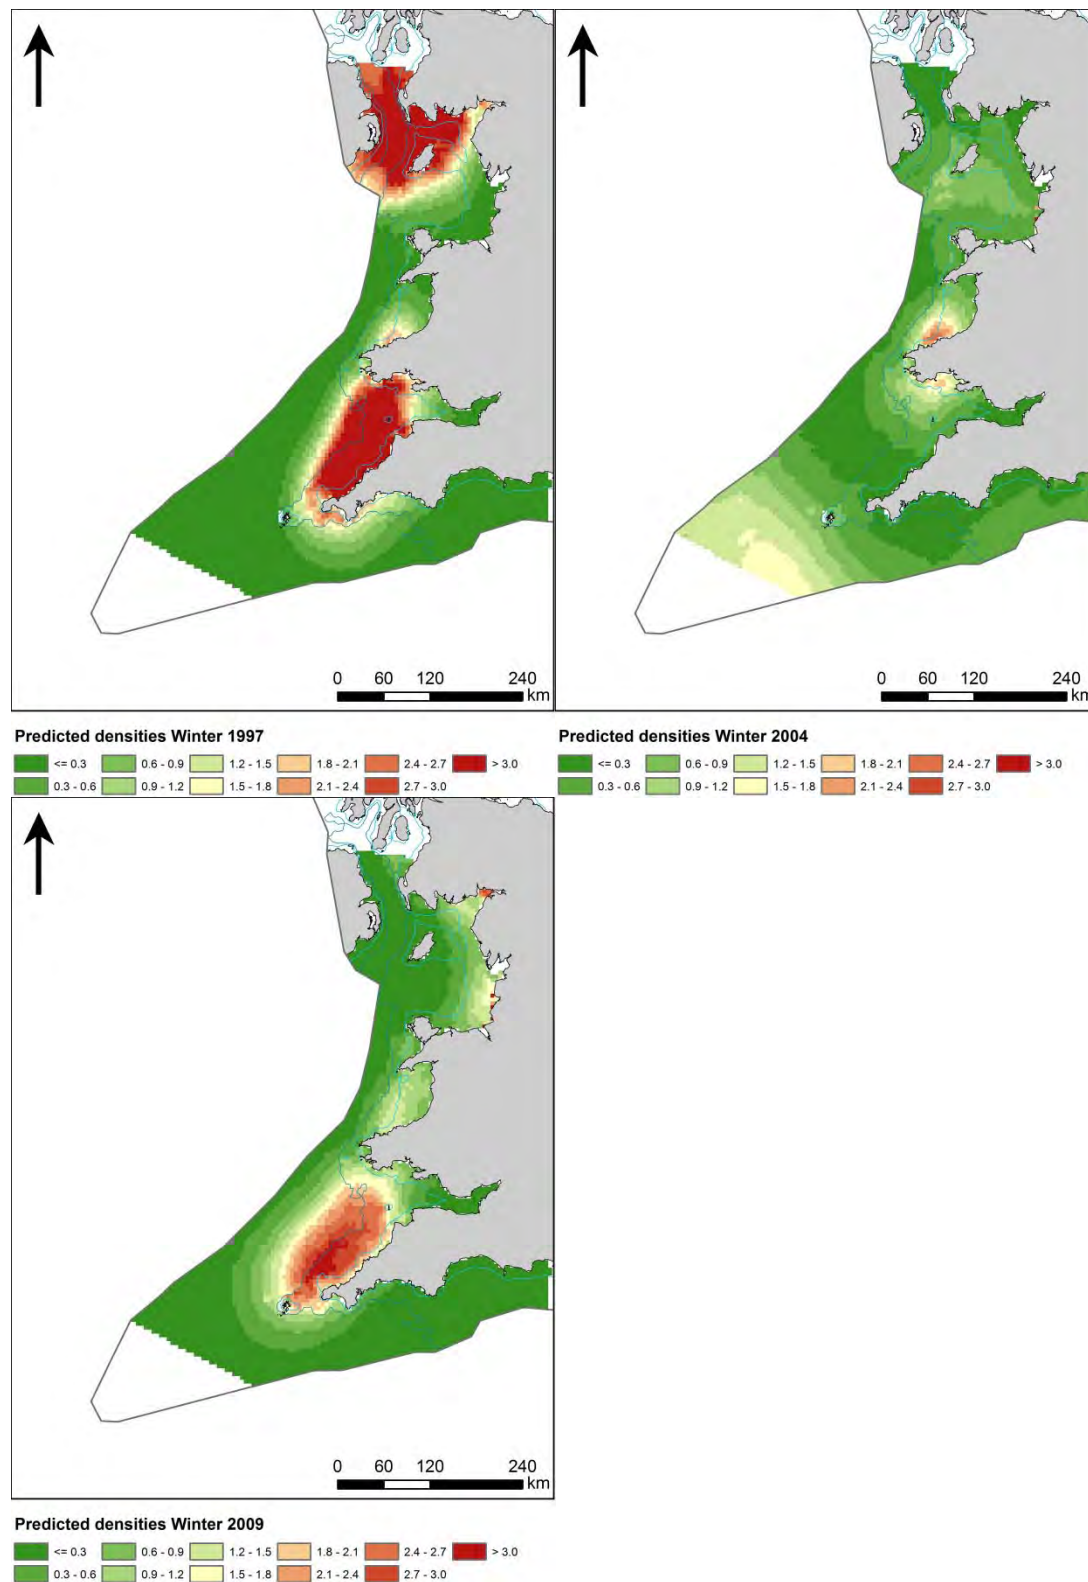 0 60 120 240
km
Predicted densities Winter 1997
<= 0.3 0.6 - 0.9 1.2 - 1.5 1.8 - 2.1 2.4 - 2.7 > 3.0
0.3 - 0.6 0.9 - 1.2 1.5 - 1.8 2.1 - 2.4 2.7 - 3.0
0 60 120 240
km
Predicted densities Winter 2004
<= 0.3 0.6 - 0.9 1.2 - 1.5 1.8 - 2.1 2.4 - 2.7 > 3.0
0.3 - 0.6 0.9 - 1.2 1.5 - 1.8 2.1 - 2.4 2.7 - 3.0
0 60 120 240
km
Predicted densities Winter 2009
<= 0.3 0.6 - 0.9 1.2 - 1.5 1.8 - 2.1 2.4 - 2.7 > 3.0
0.3 - 0.6 0.9 - 1.2 1.5 - 1.8 2.1 - 2.4 2.7 - 3.0